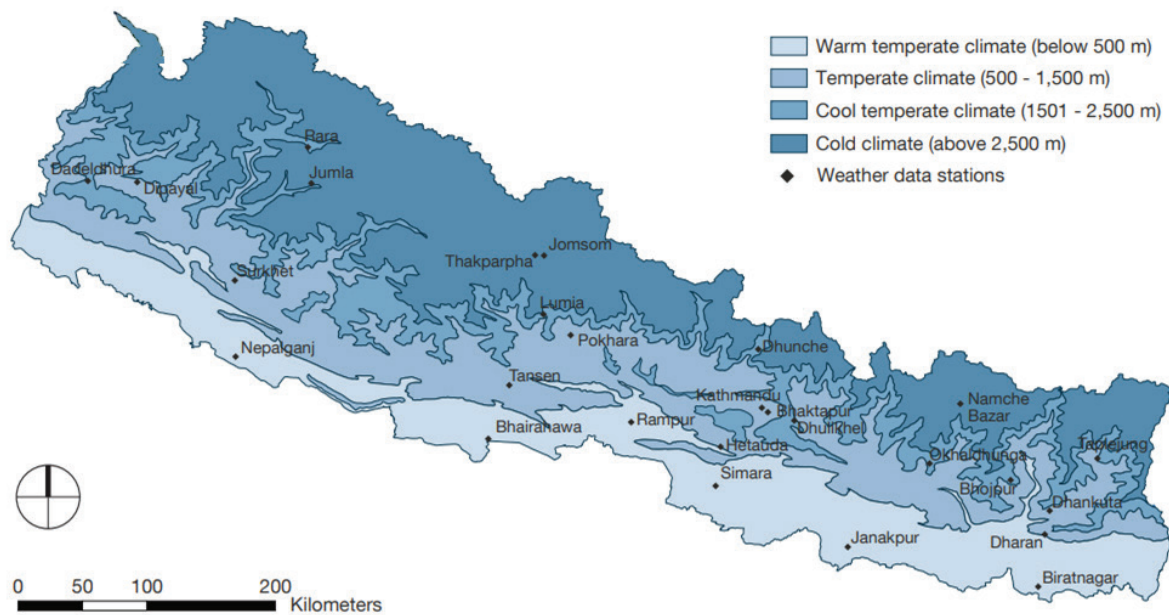 Warm temperate climate (below 500 m)
Temperate climate (500 - 1,500 m)
Cool temperate climate (1501 - 2,500 m)
Cold climate (above 2,500 m)
Weather data stations
Rara
Dadeldhura
Dipayal
Jumla
Surkhet
Jomsom
Thakparpha
Lumia
Pokhara
Nepalganj
Dhunche
Tansen
Kathmandu
Bhaktapur
Namche
Bazar
Rampur
Dhulikhel
Bhairahawa
Hetauda
Okhaldhunga
Taplejung
Simara
Bhojpur
Dhankuta
Dharan
Janakpur
Biratnagar
0 50 100 200
Kilometers